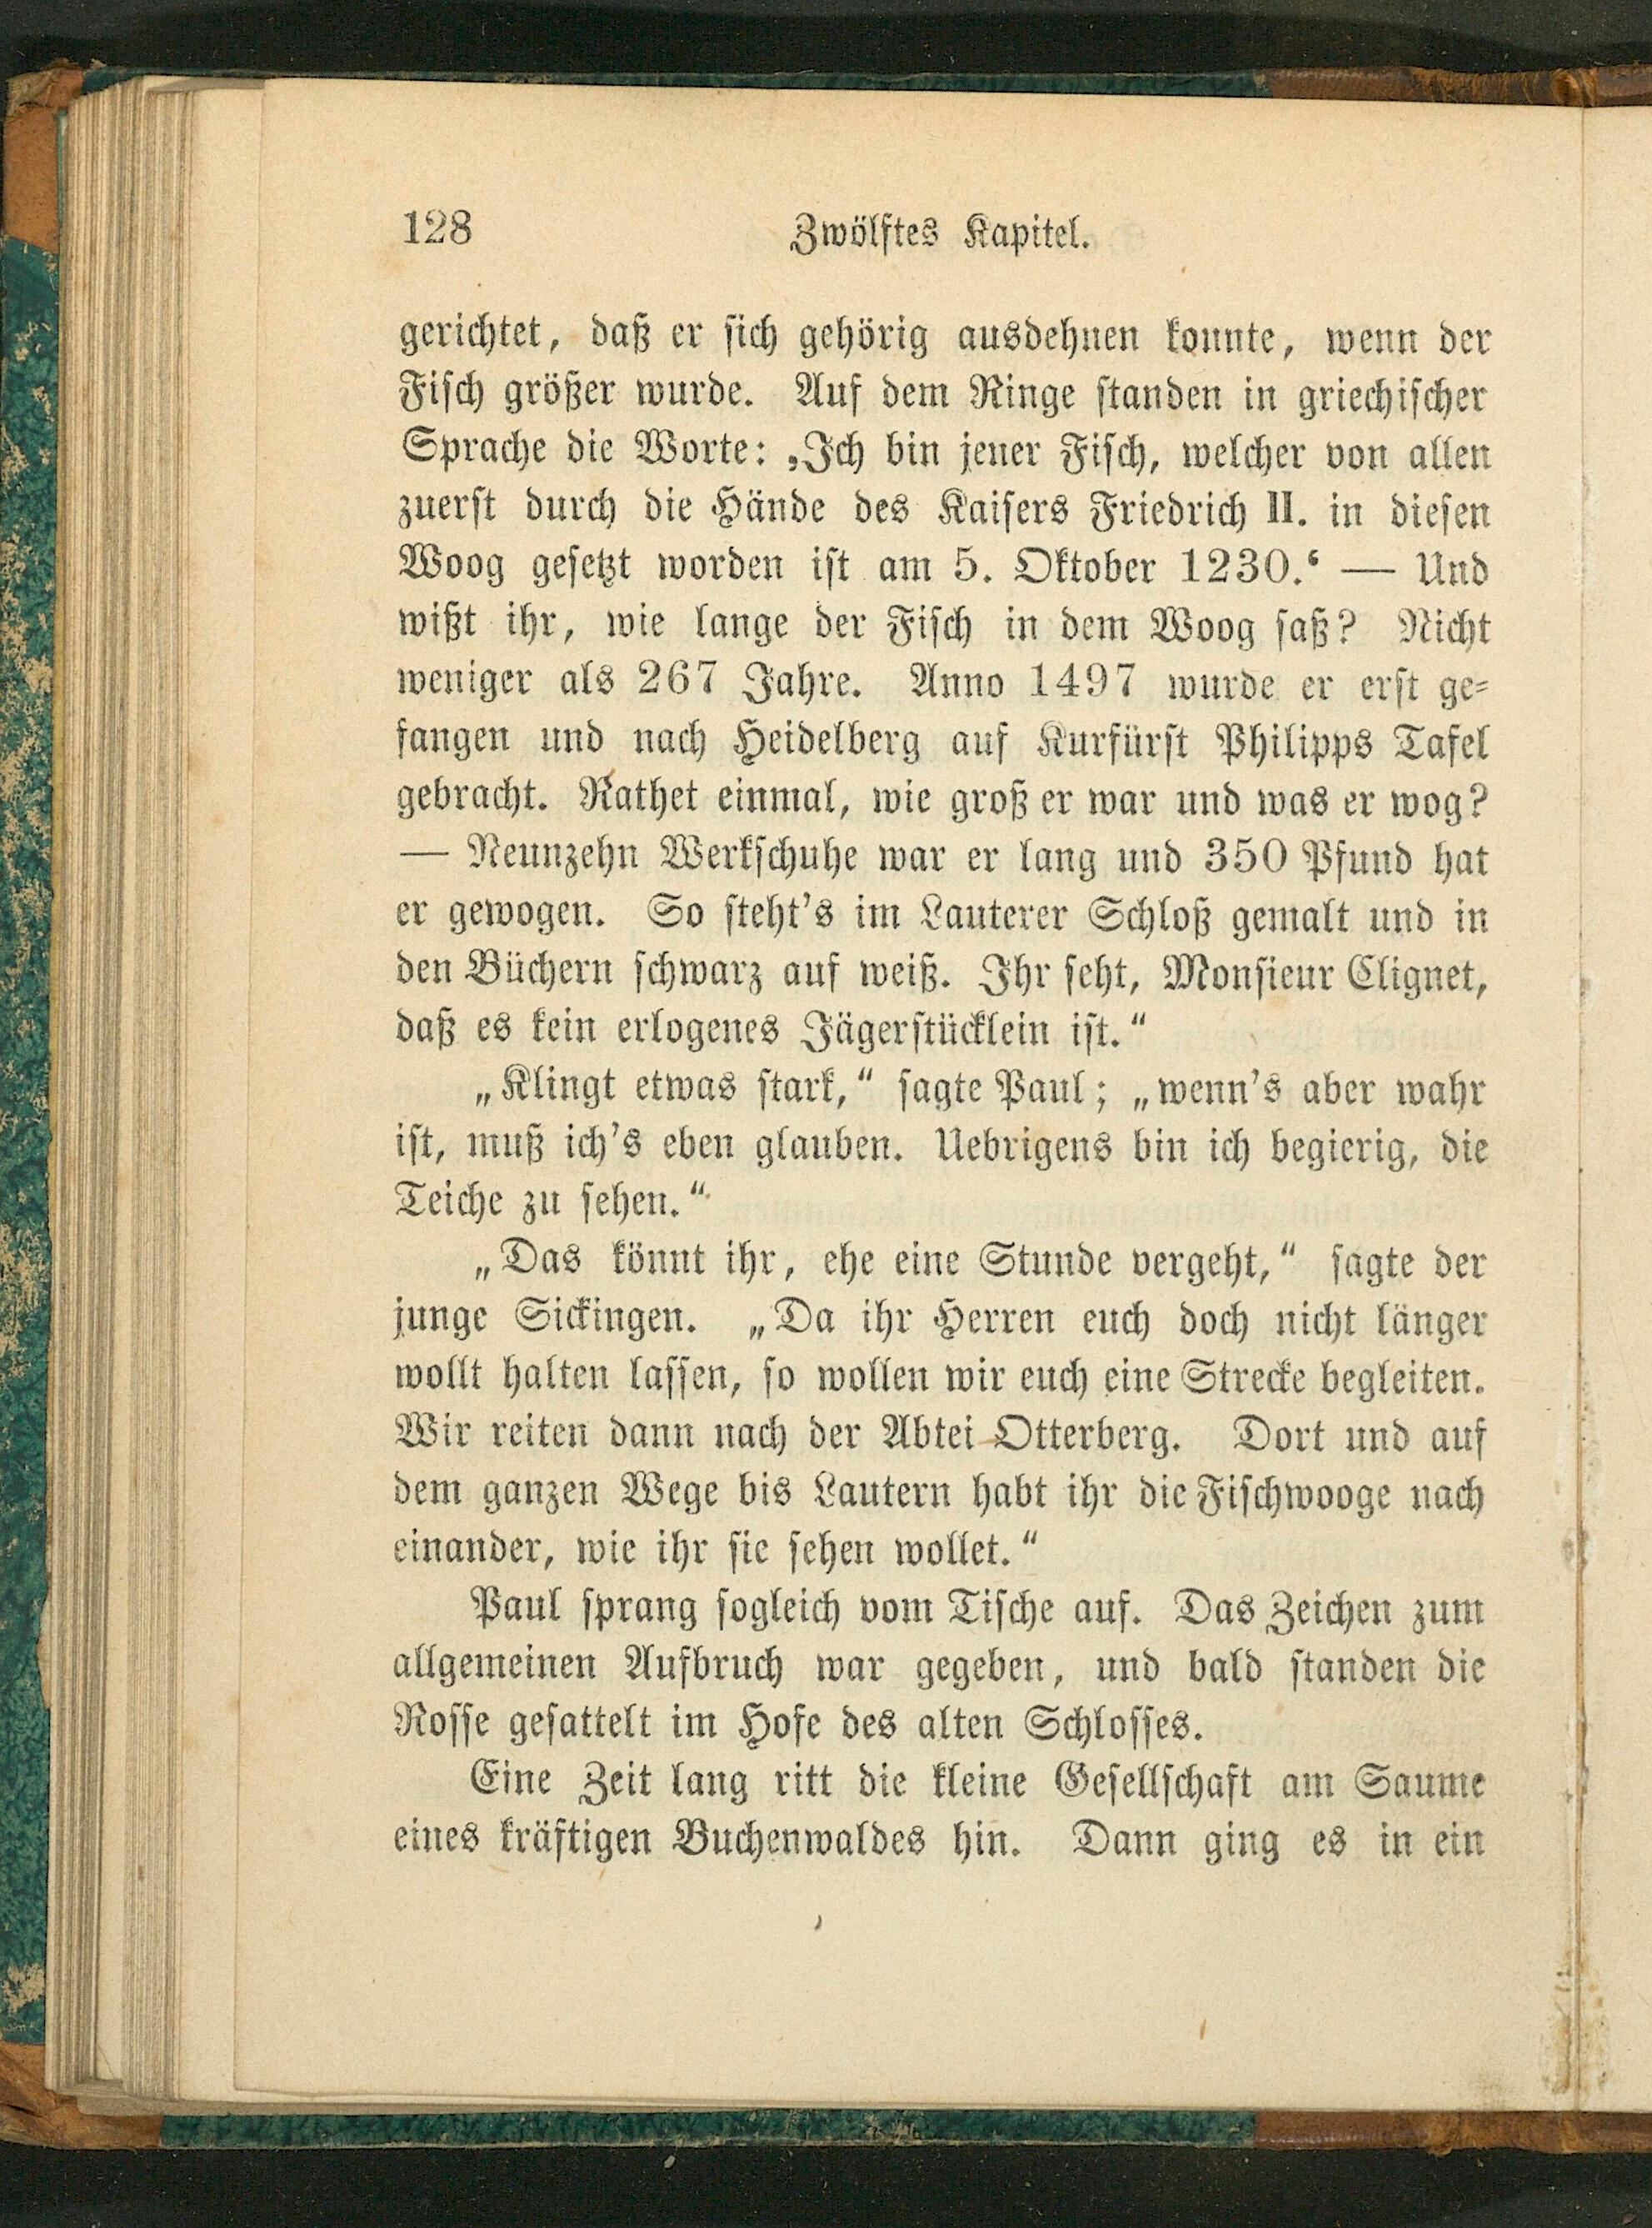 128 Zwölftes Kapitel.
gerichtet, daß er sich gehörig ausdehnen konnte, wenn der
Fisch größer wurde. Auf dem Ringe standen in griechischer
Sprache die Worte: ‚Ich bin jener Fisch, welcher von allen
zuerst durch die Hände des Kaisers Friedrich II. in diesen
Woog gesetzt worden ist am 5. Oktober 1230.‘ — Und
wißt ihr, wie lange der Fisch in dem Woog saß? Nicht
weniger als 267 Jahre. Anno 1497 wurde er erst ge-
fangen und nach Heidelberg auf Kurfürst Philipps Tafel
gebracht. Rathet einmal, wie groß er war und was er wog?
— Neunzehn Werkschuhe war er lang und 350 Pfund hat
er gewogen. So steht's im Lauterer Schloß gemalt und in
den Büchern schwarz auf weiß. Ihr seht, Monsieur Clignet,
daß es kein erlogenes Jägerstücklein ist.“
„Klingt etwas stark,“ sagte Paul; „wenn's aber wahr
ist, muß ich's eben glauben. Uebrigens bin ich begierig, die
Teiche zu sehen.“
„Das könnt ihr, ehe eine Stunde vergeht,“ sagte der
junge Sickingen. „Da ihr Herren euch doch nicht länger
wollt halten lassen, so wollen wir euch eine Strecke begleiten.
Wir reiten dann nach der Abtei Otterberg. Dort und auf
dem ganzen Wege bis Lautern habt ihr die Fischwooge nach
einander, wie ihr sie sehen wollet.“
Paul sprang sogleich vom Tische auf. Das Zeichen zum
allgemeinen Aufbruch war gegeben, und bald standen die
Rosse gesattelt im Hofe des alten Schlosses.
Eine Zeit lang ritt die kleine Gesellschaft am Saume
eines kräftigen Buchenwaldes hin. Dann ging es in ein